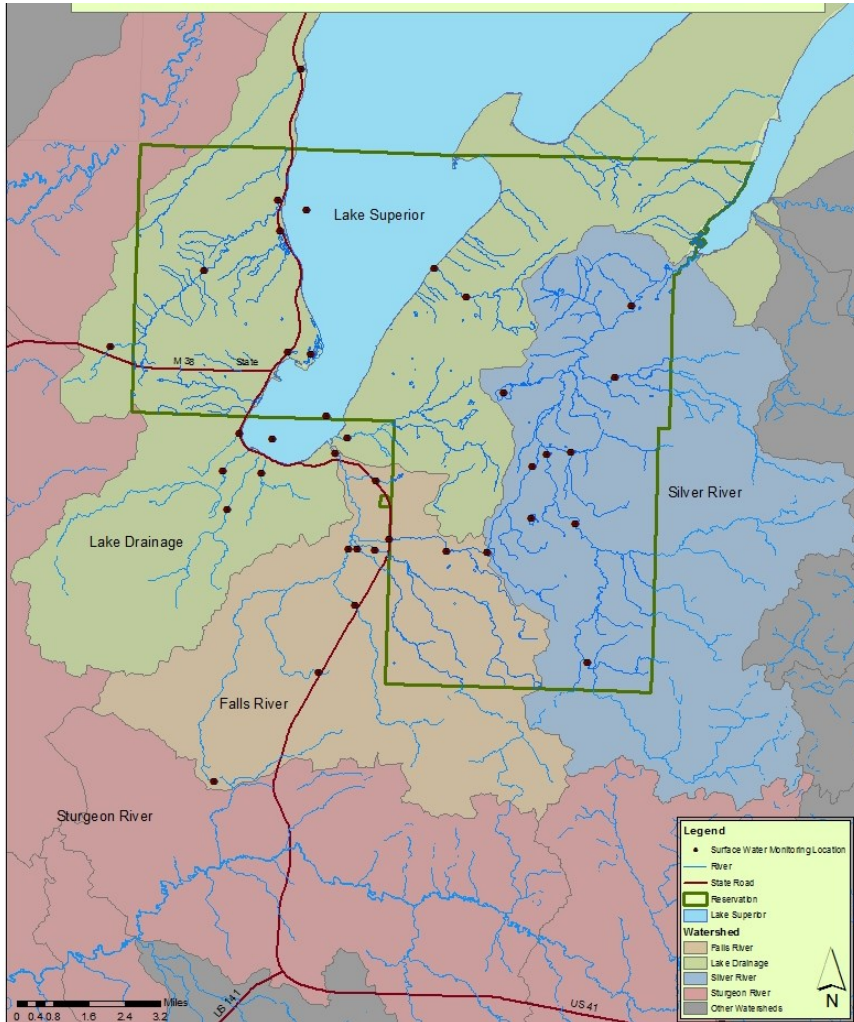 Lake Superior
M 38
State
Silver River
Lake Drainage
Falls River
Sturgeon River
US 141
US 41
Miles
0 0.4 0.8 1.6 2.4 3.2
Legend
Surface Water Monitoring Location
River
State Road
Reservation
Lake Superior
Watershed
Falls River
Lake Drainage
Silver River
Sturgeon River
Other Watersheds
N